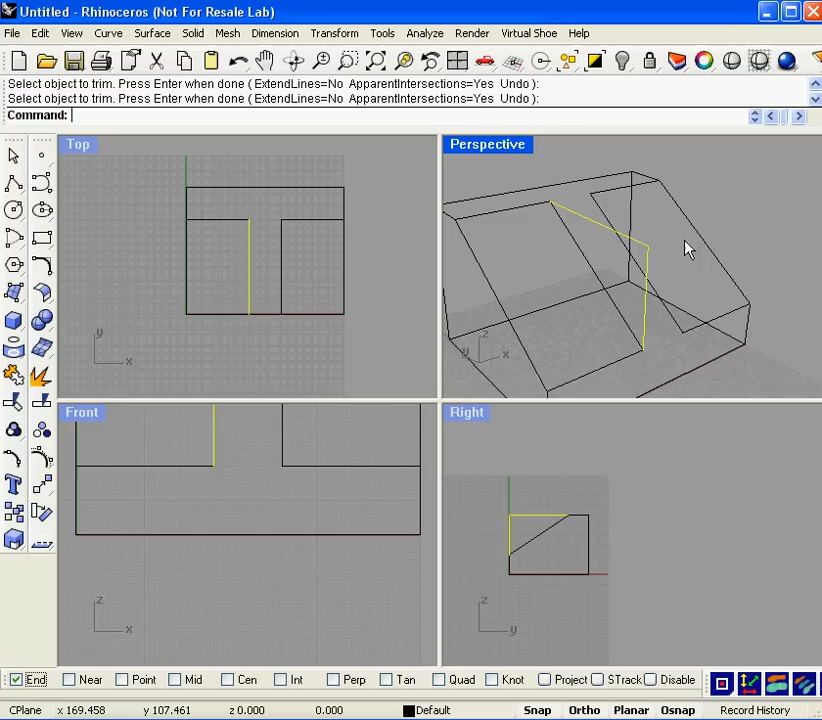 Untitled - Rhinoceros (Not For Resale Lab)
File Edit View Curve Surface Solid Mesh Dimension Transform Tools Analyze Render Virtual Shoe Help
Select object to trim. Press Enter when done ( ExtendLines=No ApparentIntersections=Yes Undo ):
Select object to trim. Press Enter when done ( ExtendLines=No ApparentIntersections=Yes Undo ):
Command:
Top
Perspective
y
x
z
y
x
Front
Right
z
x
z
y
End Near Point Mid Cen Int Perp Tan Quad Knot Project STrack Disable
CPlane x 169.458 y 107.461 z 0.000 0.000 Default Snap Ortho Planar Osnap Record History